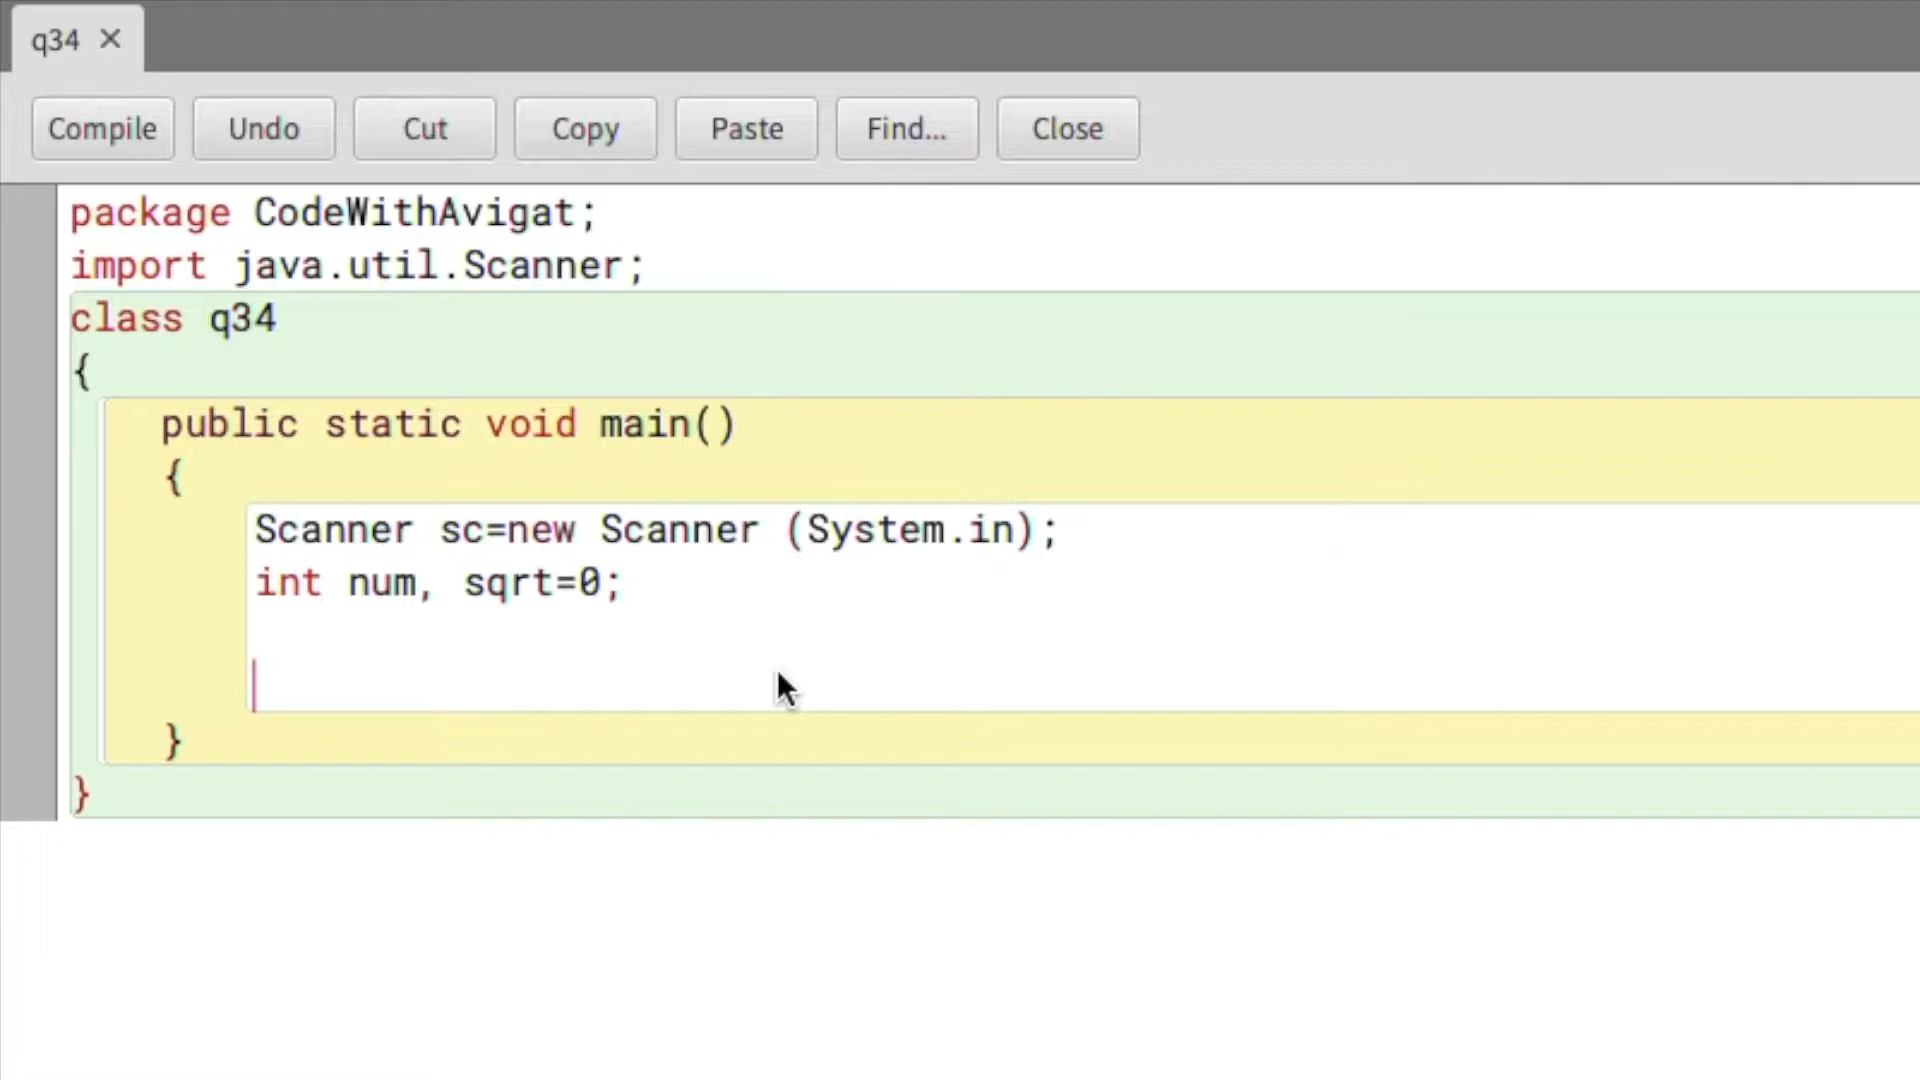 q34 ×
Compile Undo Cut Copy Paste Find... Close
package CodeWithAvigat;
import java.util.Scanner;
class q34
{
public static void main()
{
Scanner sc=new Scanner (System.in);
int num, sqrt=0;
}
}